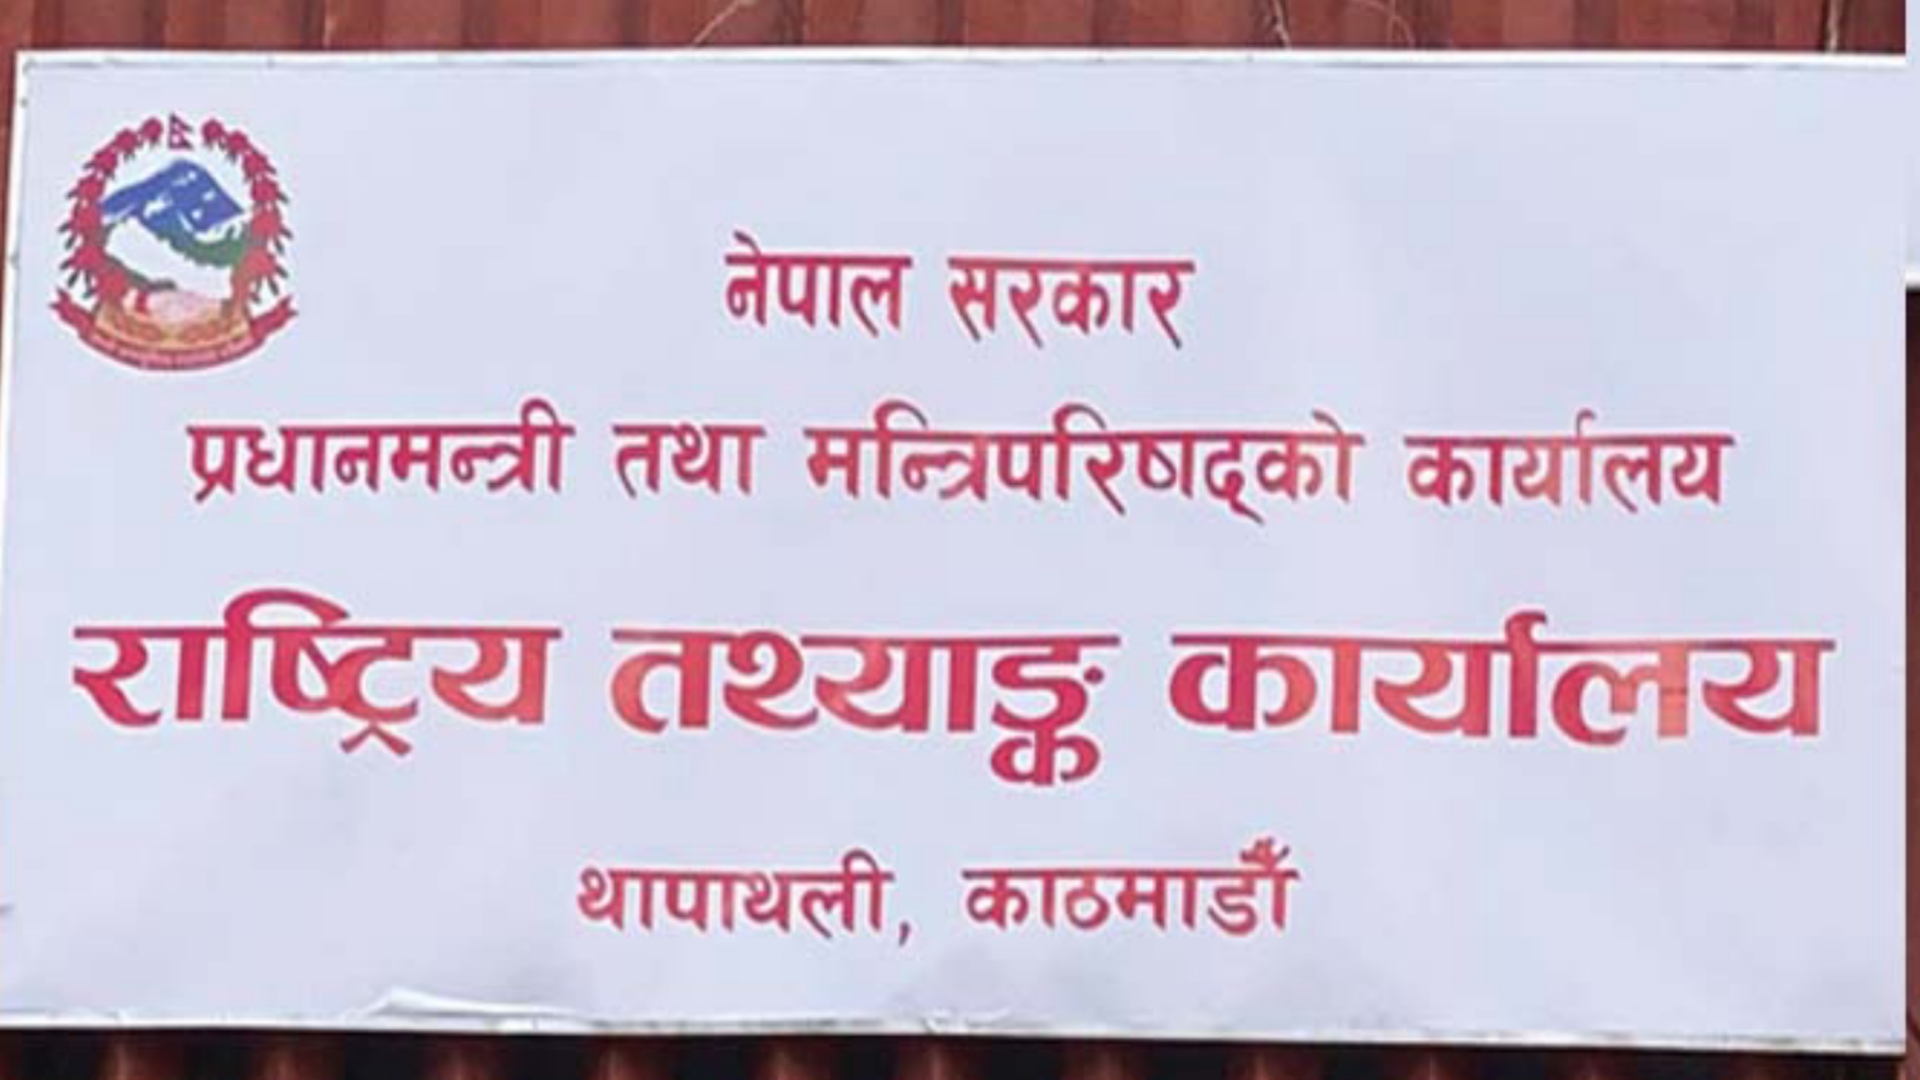 नेपाल सरकार
प्रधानमन्त्री तथा मन्त्रिपरिषद्को कार्यालय
राष्ट्रिय तथ्याङ्क कार्यालय
थापाथली, काठमाडौँ